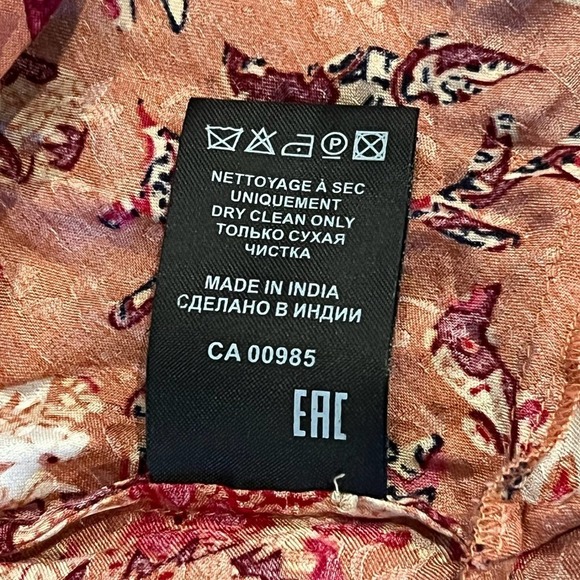 P
NETTOYAGE À SEC
UNIQUEMENT
DRY CLEAN ONLY
ТОЛЬКО СУХАЯ
ЧИСТКА
MADE IN INDIA
СДЕЛАНО В ИНДИИ
CA 00985
EAC